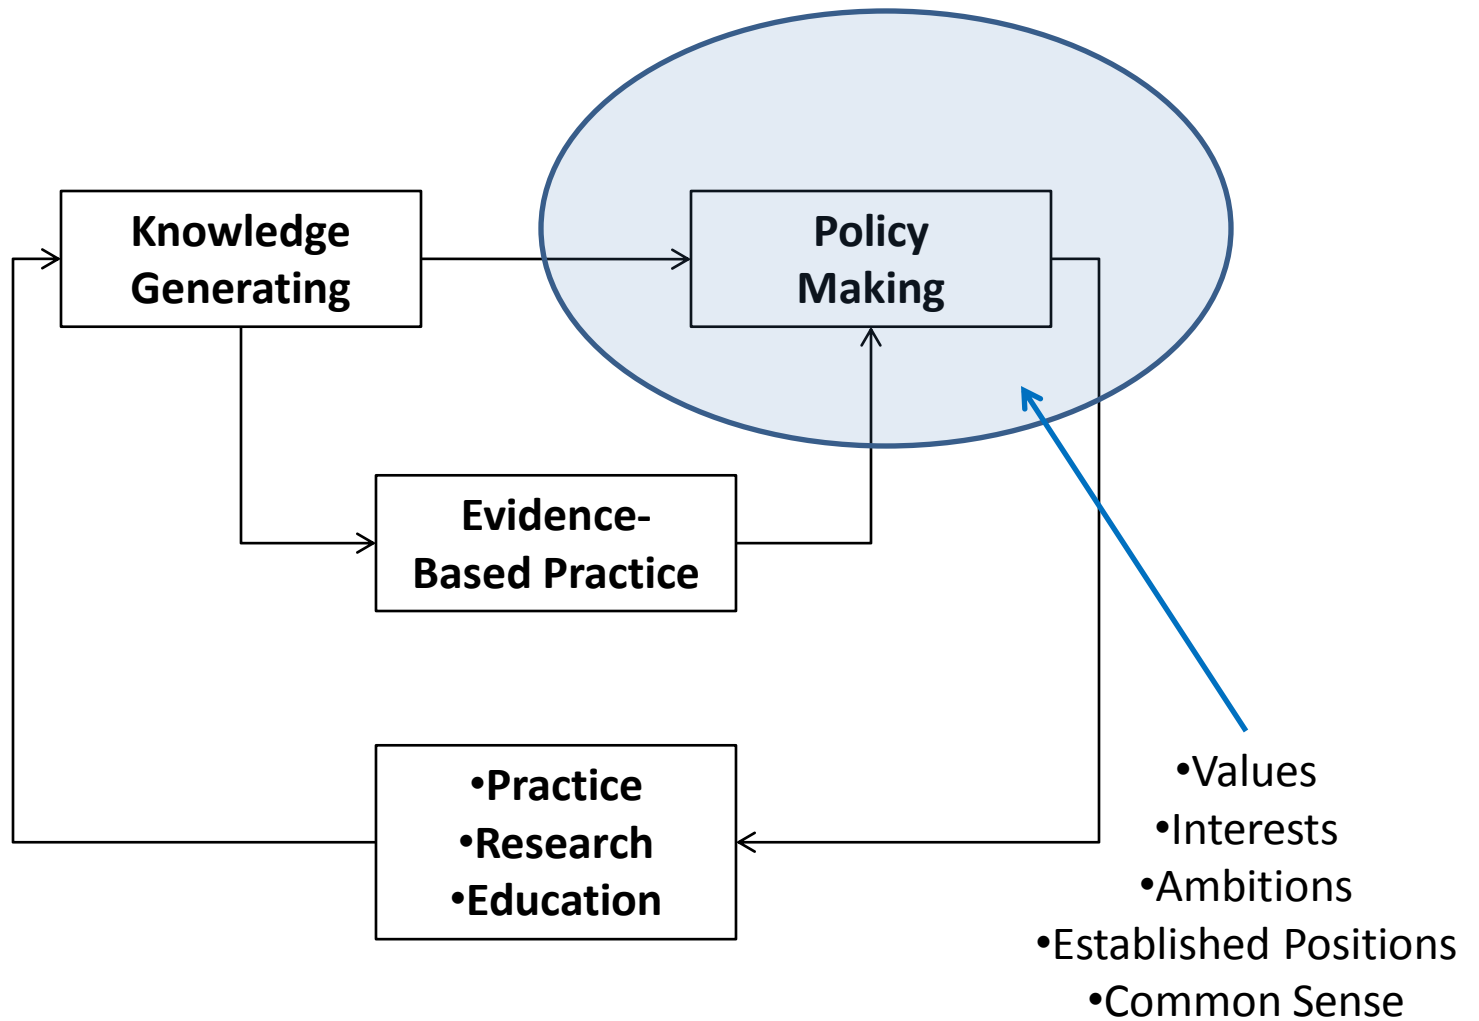 Knowledge
Generating
Policy
Making
Evidence-
Based Practice
•Practice
•Research
•Education
•Values
•Interests
•Ambitions
•Established Positions
•Common Sense